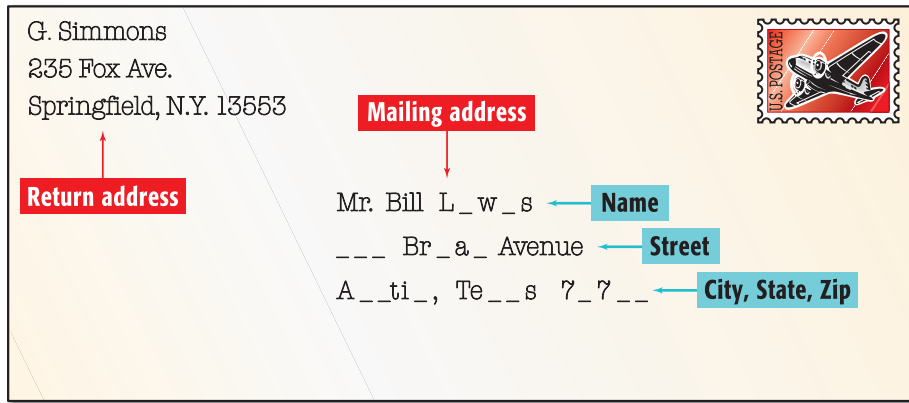 G. Simmons
235 Fox Ave.
Springfield, N.Y. 13553
U.S. POSTAGE
Mailing address
Return address
Mr. Bill L_w_s
Name
___ Br_a_ Avenue
Street
A__ti_, Te__s 7_7__
City, State, Zip